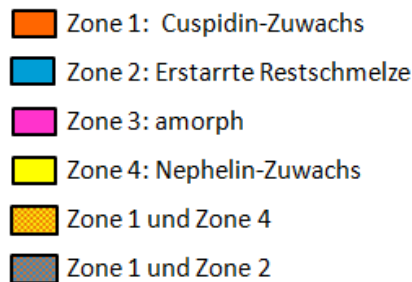 Zone 1: Cuspidin-Zuwachs
Zone 2: Erstarrte Restschmelze
Zone 3: amorph
Zone 4: Nephelin-Zuwachs
Zone 1 und Zone 4
Zone 1 und Zone 2